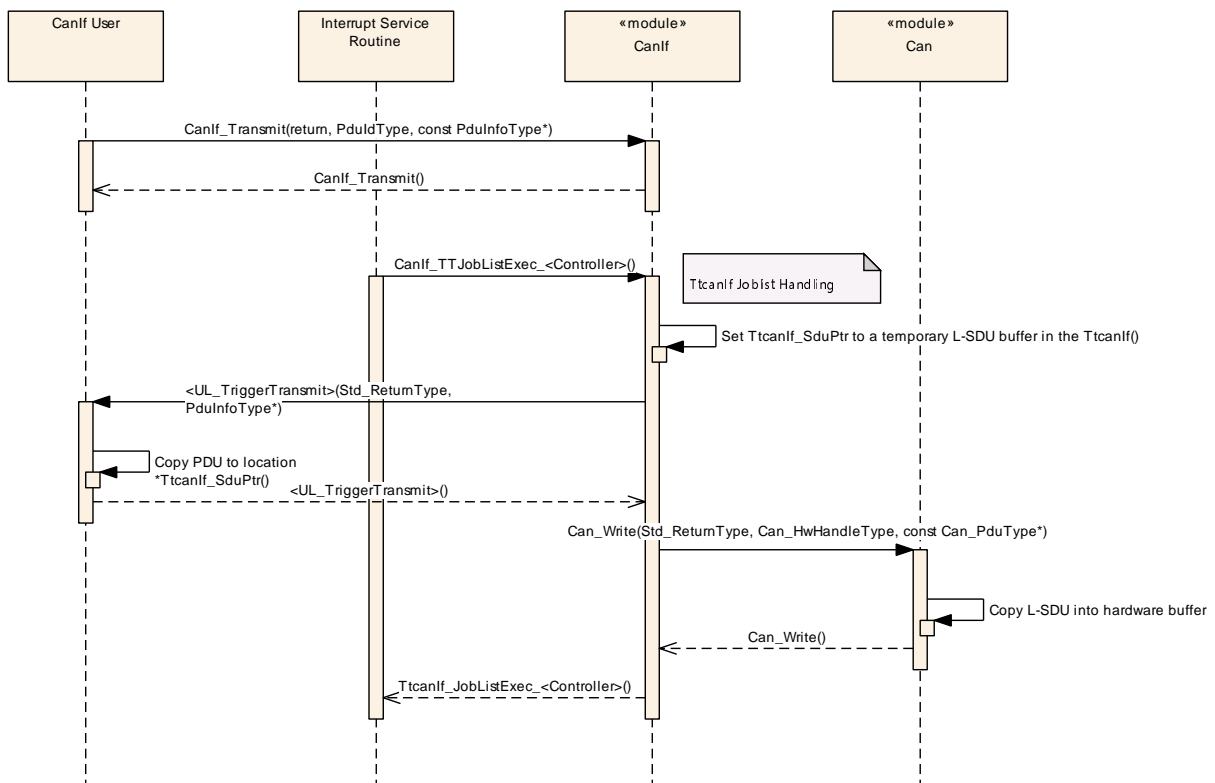 CanIf User
Interrupt Service
Routine
«module»
CanIf
«module»
Can
CanIf_Transmit(return, PduIdType, const PduInfoType*)
CanIf_Transmit()
CanIf_TTJobListExec_<Controller>()
TtcanIf Joblist Handling
Set TtcanIf_SduPtr to a temporary L-SDU buffer in the TtcanIf()
<UL_TriggerTransmit>(Std_ReturnType,
PduInfoType*)
Copy PDU to location
*TtcanIf_SduPtr()
<UL_TriggerTransmit>()
Can_Write(Std_ReturnType, Can_HwHandleType, const Can_PduType*)
Copy L-SDU into hardware buffer
Can_Write()
TtcanIf_JobListExec_<Controller>()